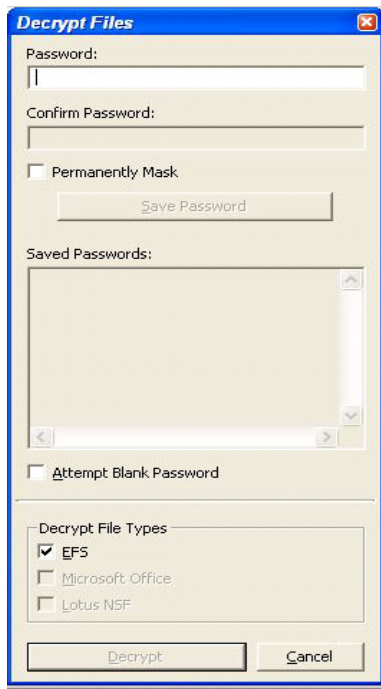 Decrypt Files
Password:
Confirm Password:
Permanently Mask
Save Password
Saved Passwords:
Attempt Blank Password
Decrypt File Types
EFS
Microsoft Office
Lotus NSF
Decrypt Cancel